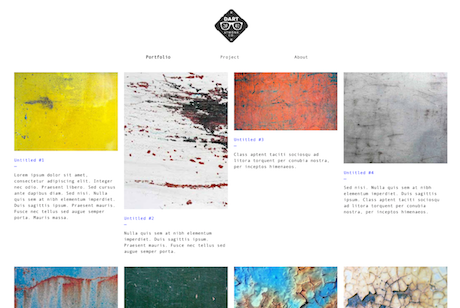 DART
Portfolio
Project
About
Untitled #1
Lorem ipsum dolor sit amet,
consectetur adipiscing elit. Integer
nec odio. Praesent libero. Sed cursus
ante dapibus diam. Sed nisi. Nulla
quis sem at nibh elementum imperdiet.
Duis sagittis ipsum. Praesent mauris.
Fusce nec tellus sed augue semper
porta. Mauris massa.
Untitled #2
Nulla quis sem at nibh elementum
imperdiet. Duis sagittis ipsum.
Praesent mauris. Fusce nec tellus sed
augue semper.
Untitled #3
Class aptent taciti sociosqu ad
litora torquent per conubia nostra,
per inceptos himenaeos.
Untitled #4
Sed nisi. Nulla quis sem at nibh
elementum imperdiet. Duis sagittis
ipsum. Class aptent taciti sociosqu
ad litora torquent per conubia
nostra, per inceptos himenaeos.